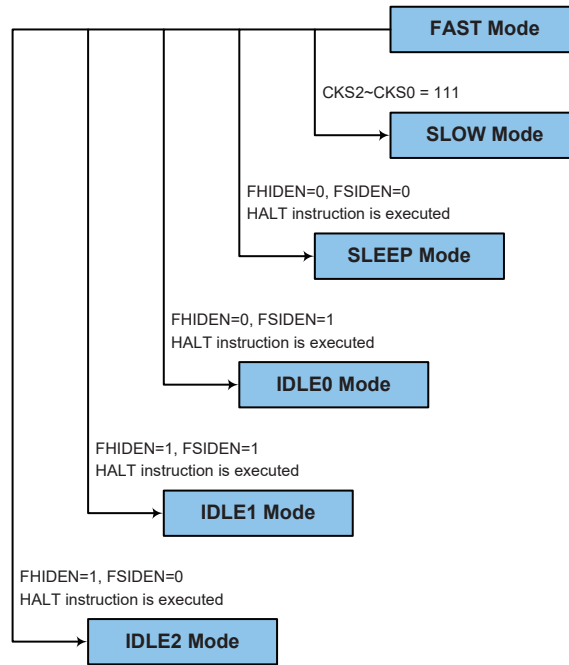 FAST Mode
CKS2~CKS0 = 111
SLOW Mode
FHIDEN=0, FSIDEN=0
HALT instruction is executed
SLEEP Mode
FHIDEN=0, FSIDEN=1
HALT instruction is executed
IDLE0 Mode
FHIDEN=1, FSIDEN=1
HALT instruction is executed
IDLE1 Mode
FHIDEN=1, FSIDEN=0
HALT instruction is executed
IDLE2 Mode